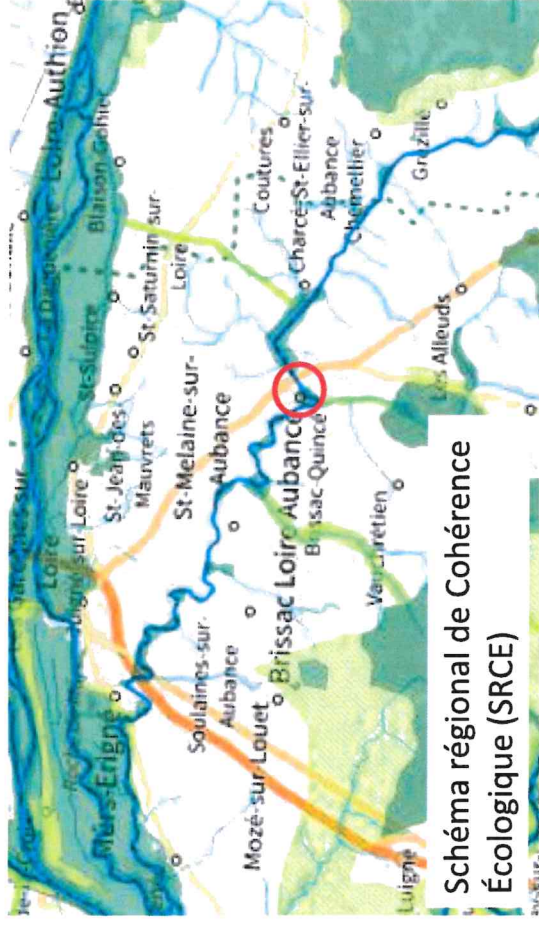 Loire-Authion
Blaison-Gohier
St-Sulpice
Loire
St-Saturnin-sur-
Loire
St-Jean-des-
Mauvrets
Mûrs-Erigné
Coutures
St-Melaine-sur-
Aubance
Charcé-St-Ellier-sur-
Aubance
Chemellier
Grézillé
Soulaines-sur-
Aubance
Brissac Loire Aubance
Brissac-Quincé
Mozé-sur-Louet
Vauchrétien
Les Alleuds
Luigné
Schéma régional de Cohérence
Écologique (SRCE)